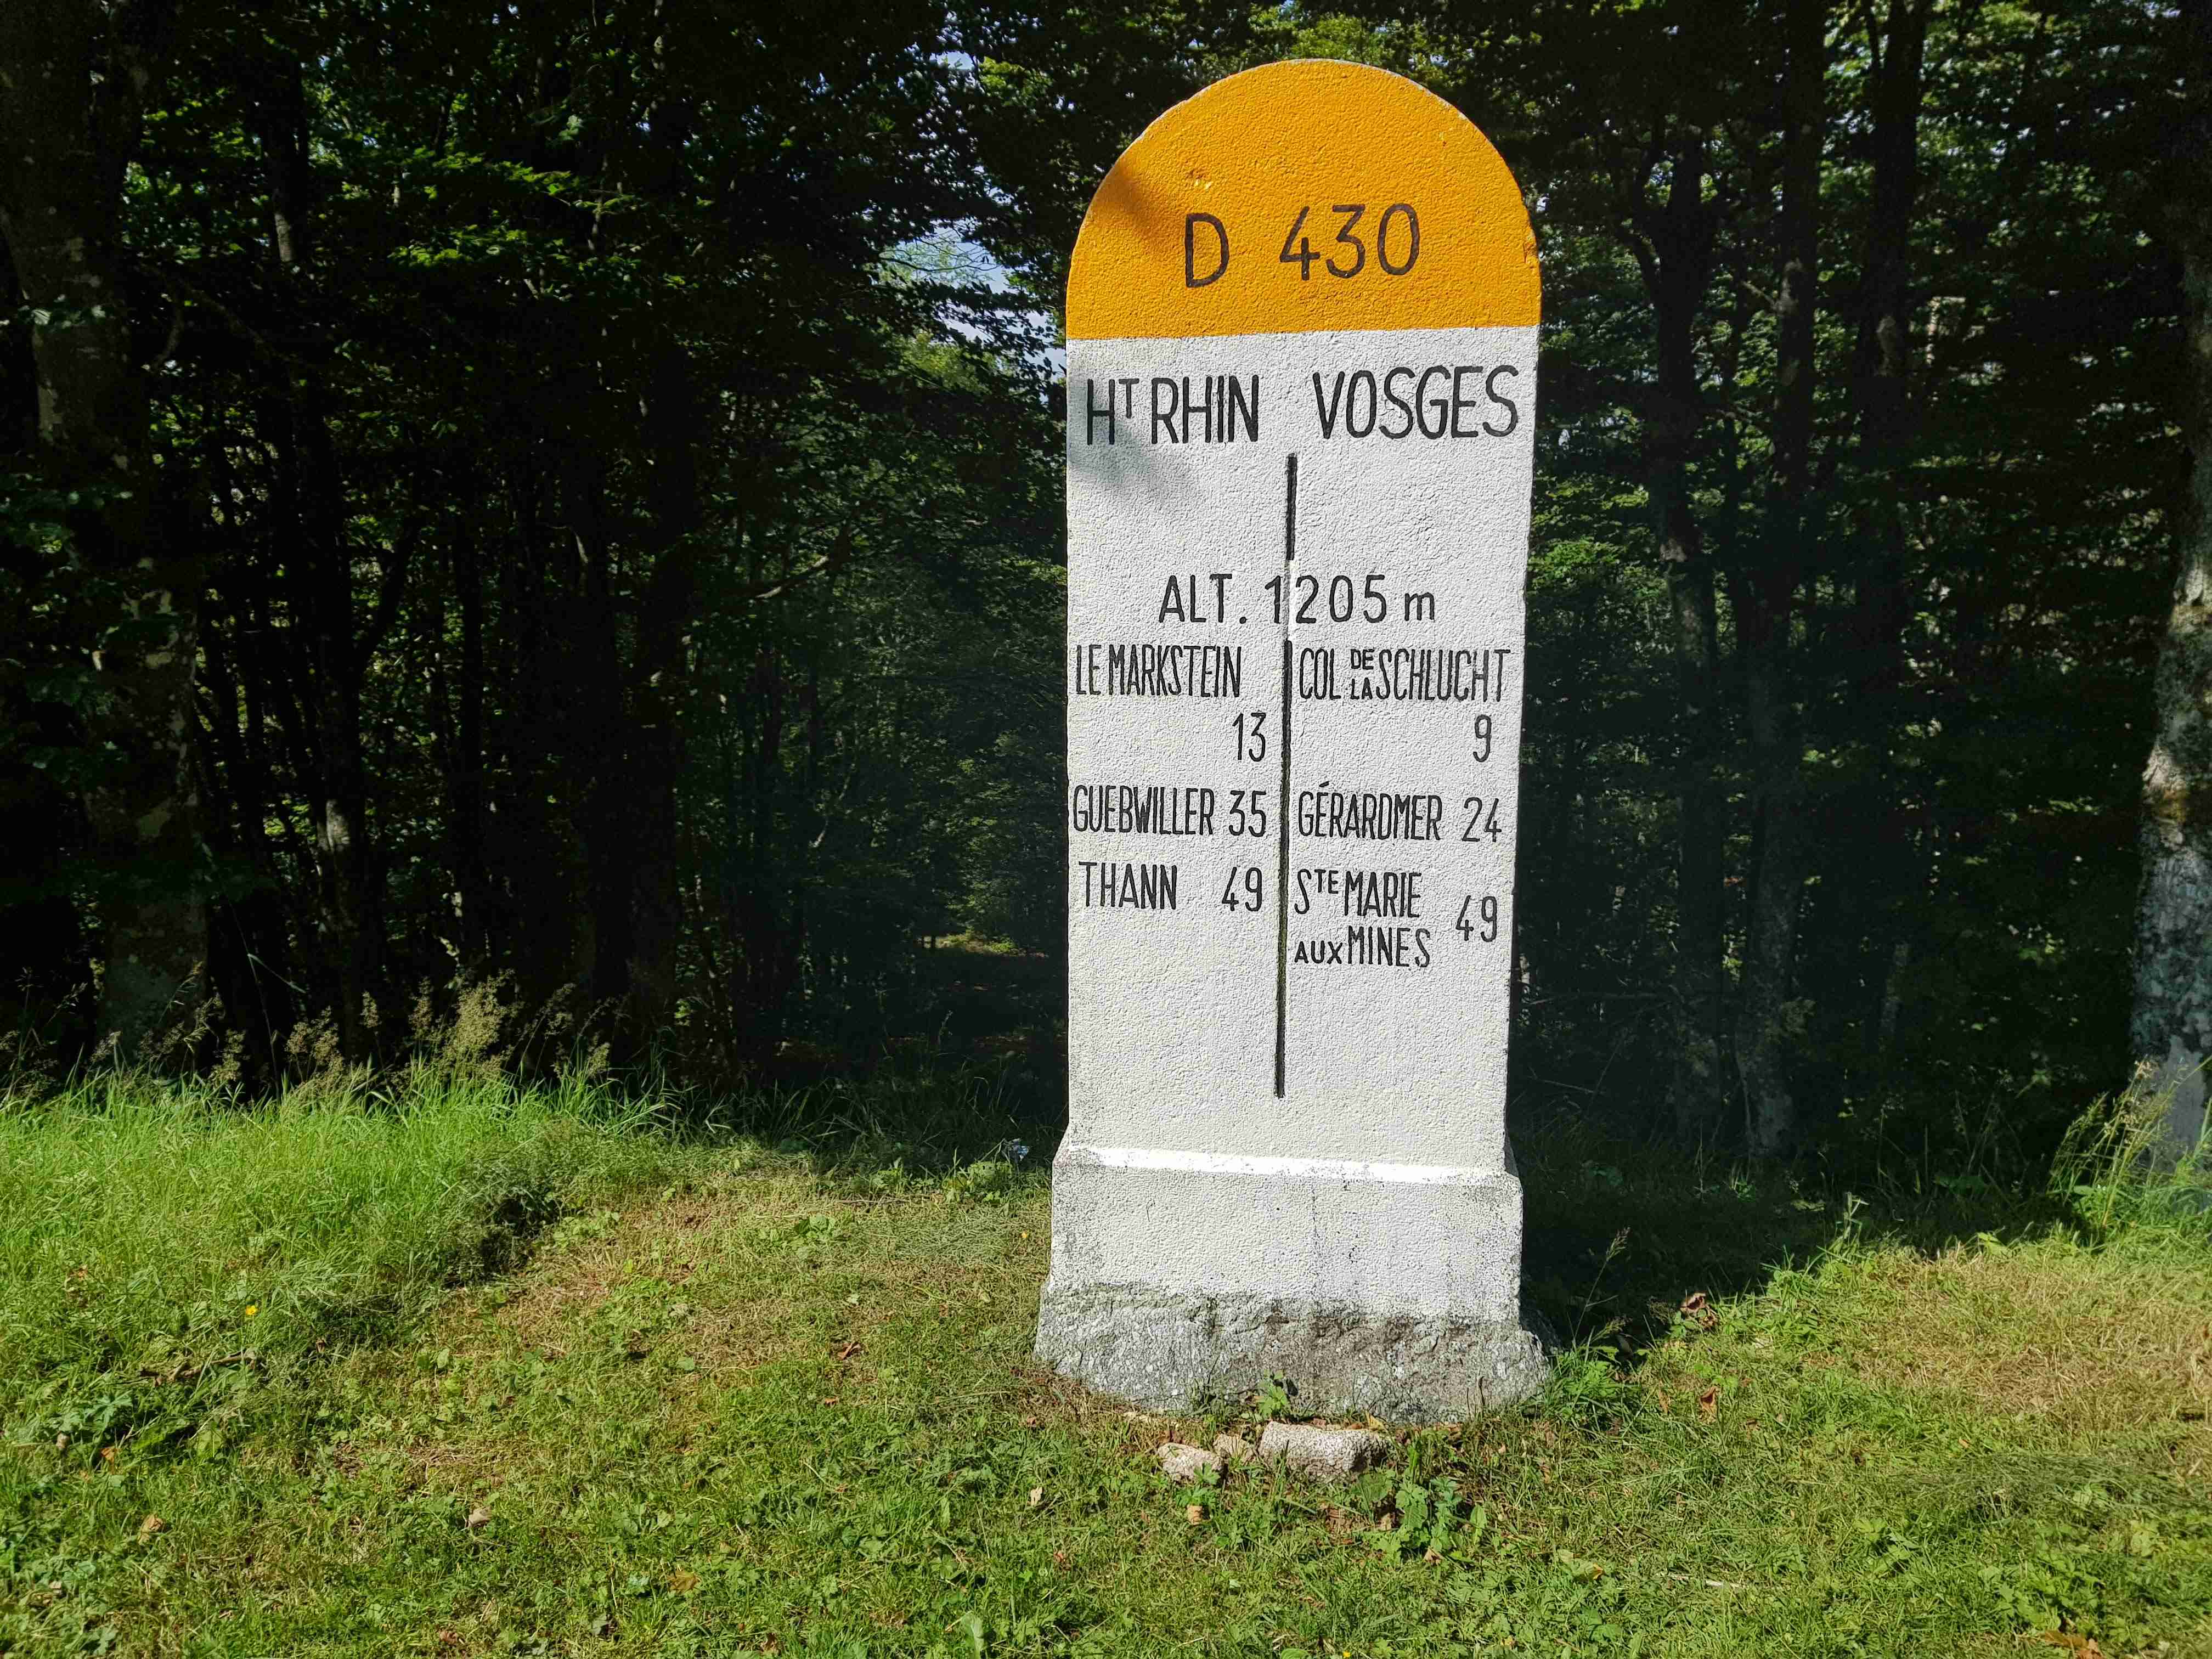 D 430
HT RHIN VOSGES
ALT. 1205 m
LE MARKSTEIN
13
GUEBWILLER 35
THANN 49
COL DE LA SCHLUCHT
9
GÉRARDMER 24
STE MARIE
AUX MINES 49